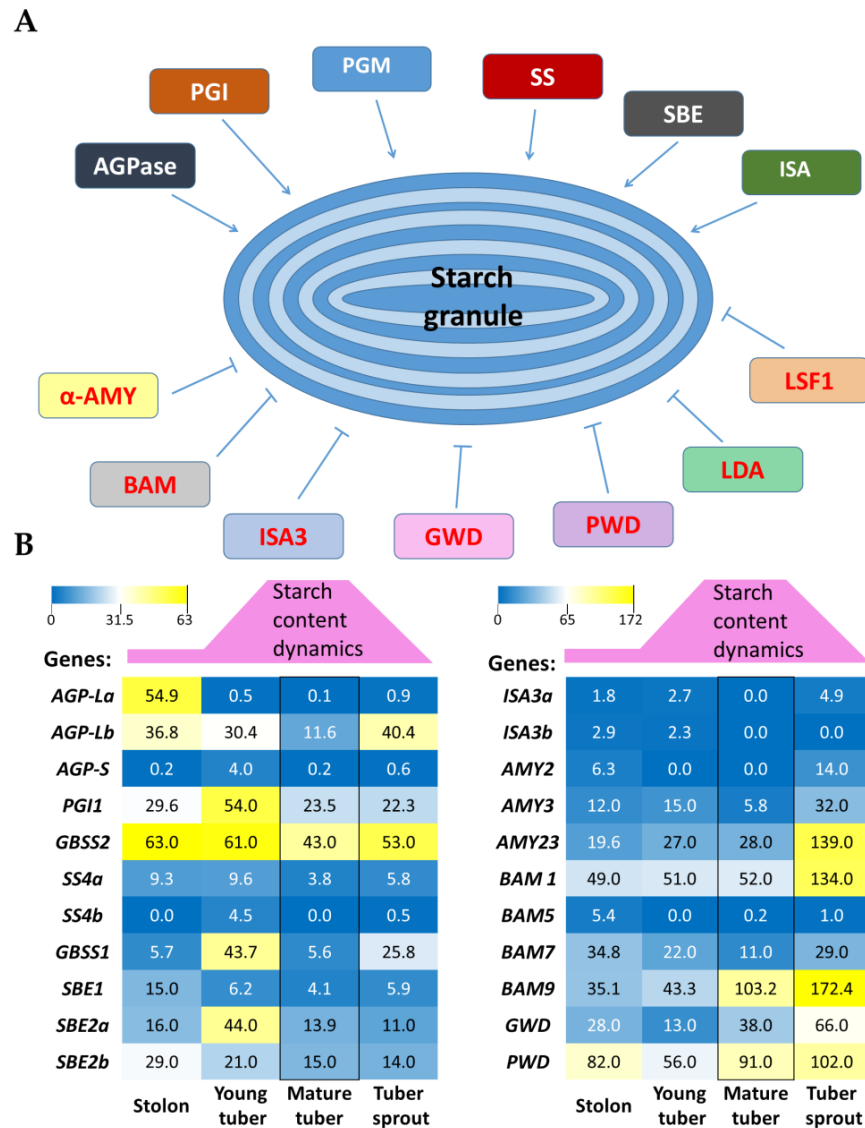 A
PGI
PGM
SS
SBE
AGPase
ISA
Starch
granule
α-AMY
LSF1
BAM
LDA
ISA3
GWD
PWD
B
0 31.5 63
Starch
content
dynamics
Genes:
AGP-La 54.9 0.5 0.1 0.9
AGP-Lb 36.8 30.4 11.6 40.4
AGP-S 0.2 4.0 0.2 0.6
PGI1 29.6 54.0 23.5 22.3
GBSS2 63.0 61.0 43.0 53.0
SS4a 9.3 9.6 3.8 5.8
SS4b 0.0 4.5 0.0 0.5
GBSS1 5.7 43.7 5.6 25.8
SBE1 15.0 6.2 4.1 5.9
SBE2a 16.0 44.0 13.9 11.0
SBE2b 29.0 21.0 15.0 14.0
Stolon Young Mature Tuber
tuber tuber sprout
0 65 172
Starch
content
dynamics
Genes:
ISA3a 1.8 2.7 0.0 4.9
ISA3b 2.9 2.3 0.0 0.0
AMY2 6.3 0.0 0.0 14.0
AMY3 12.0 15.0 5.8 32.0
AMY23 19.6 27.0 28.0 139.0
BAM 1 49.0 51.0 52.0 134.0
BAM5 5.4 0.0 0.2 1.0
BAM7 34.8 22.0 11.0 29.0
BAM9 35.1 43.3 103.2 172.4
GWD 28.0 13.0 38.0 66.0
PWD 82.0 56.0 91.0 102.0
Stolon Young Mature Tuber
tuber tuber sprout